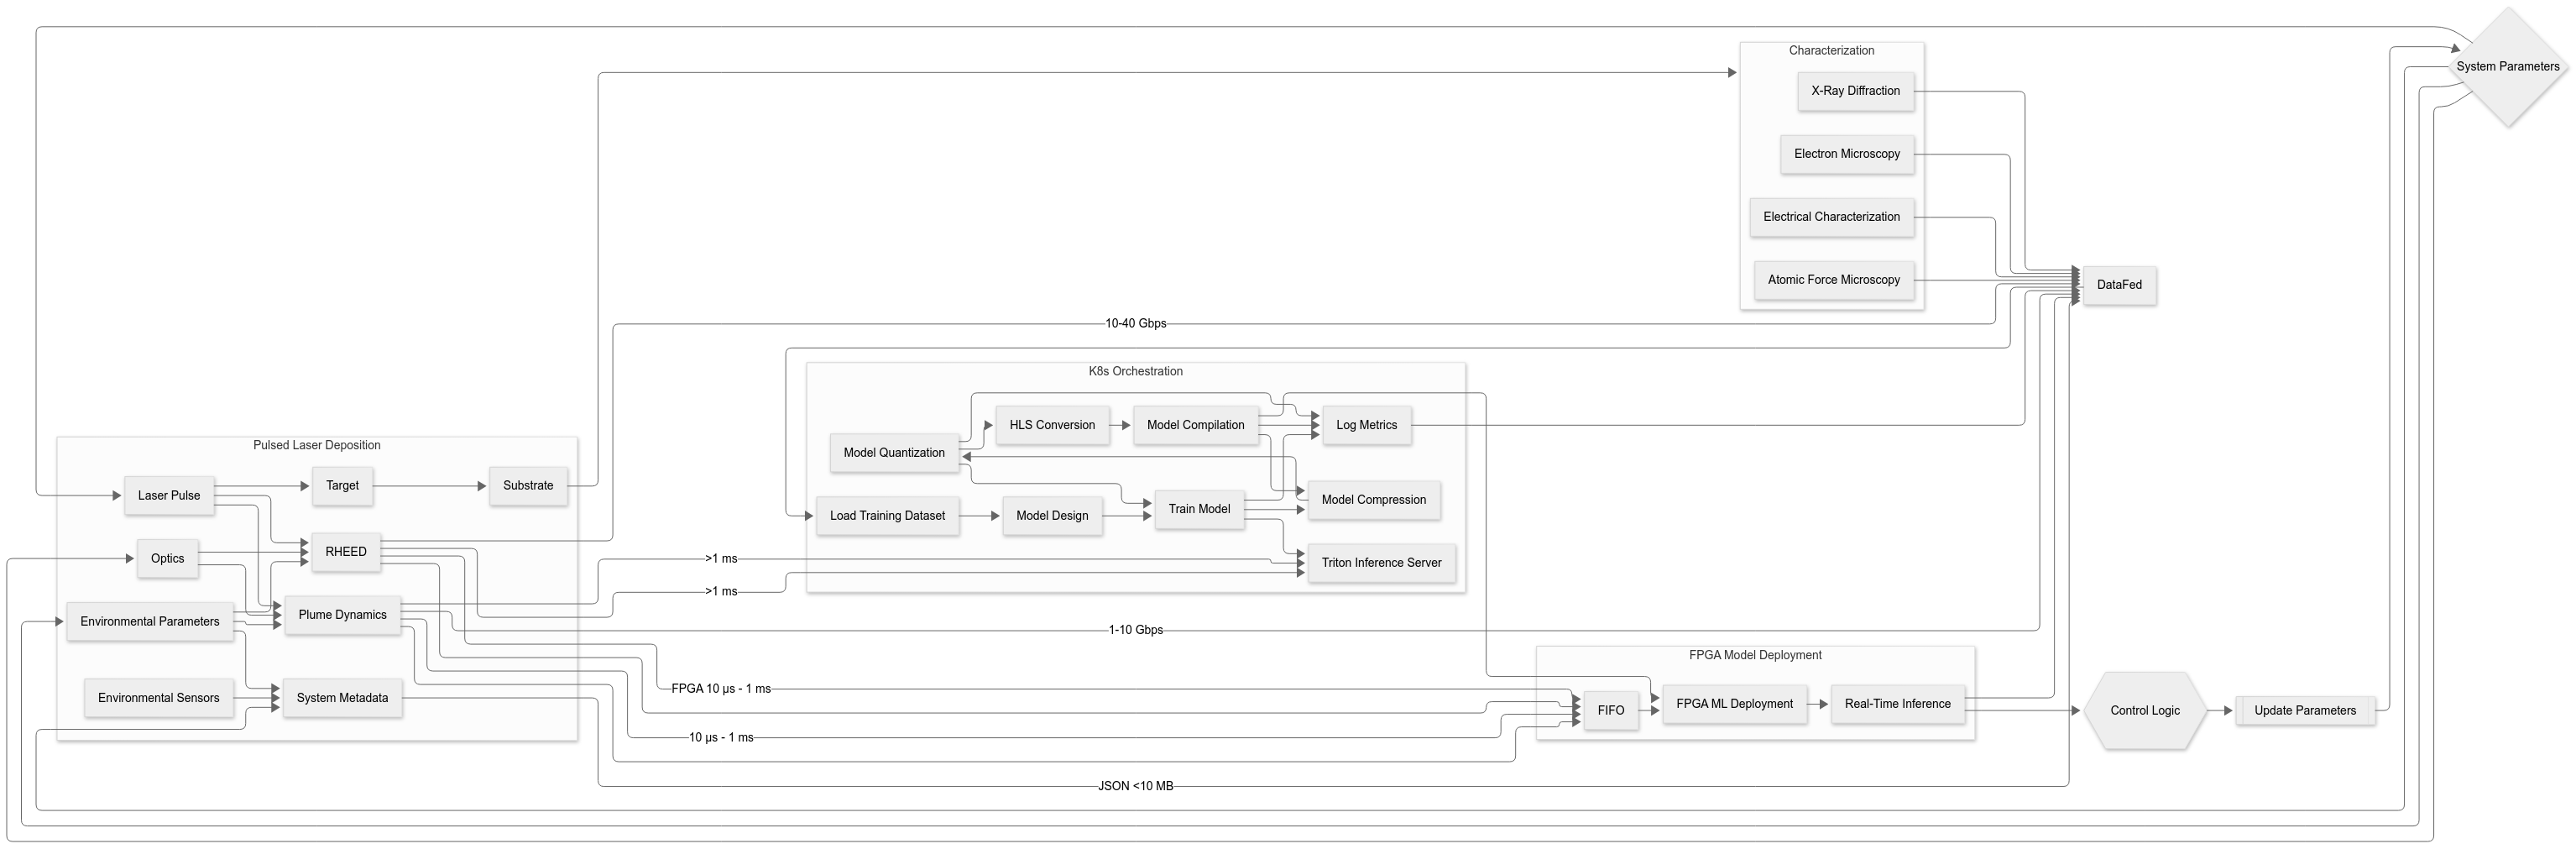 System Parameters
Characterization
X-Ray Diffraction
Electron Microscopy
Electrical Characterization
Atomic Force Microscopy
DataFed
10-40 Gbps
K8s Orchestration
HLS Conversion
Model Compilation
Log Metrics
Model Quantization
Model Compression
Load Training Dataset
Model Design
Train Model
Triton Inference Server
Pulsed Laser Deposition
Laser Pulse
Target
Substrate
Optics
RHEED
Environmental Parameters
Plume Dynamics
Environmental Sensors
System Metadata
>1 ms
>1 ms
1-10 Gbps
FPGA 10 μs - 1 ms
10 μs - 1 ms
JSON <10 MB
FPGA Model Deployment
FIFO
FPGA ML Deployment
Real-Time Inference
Control Logic
Update Parameters